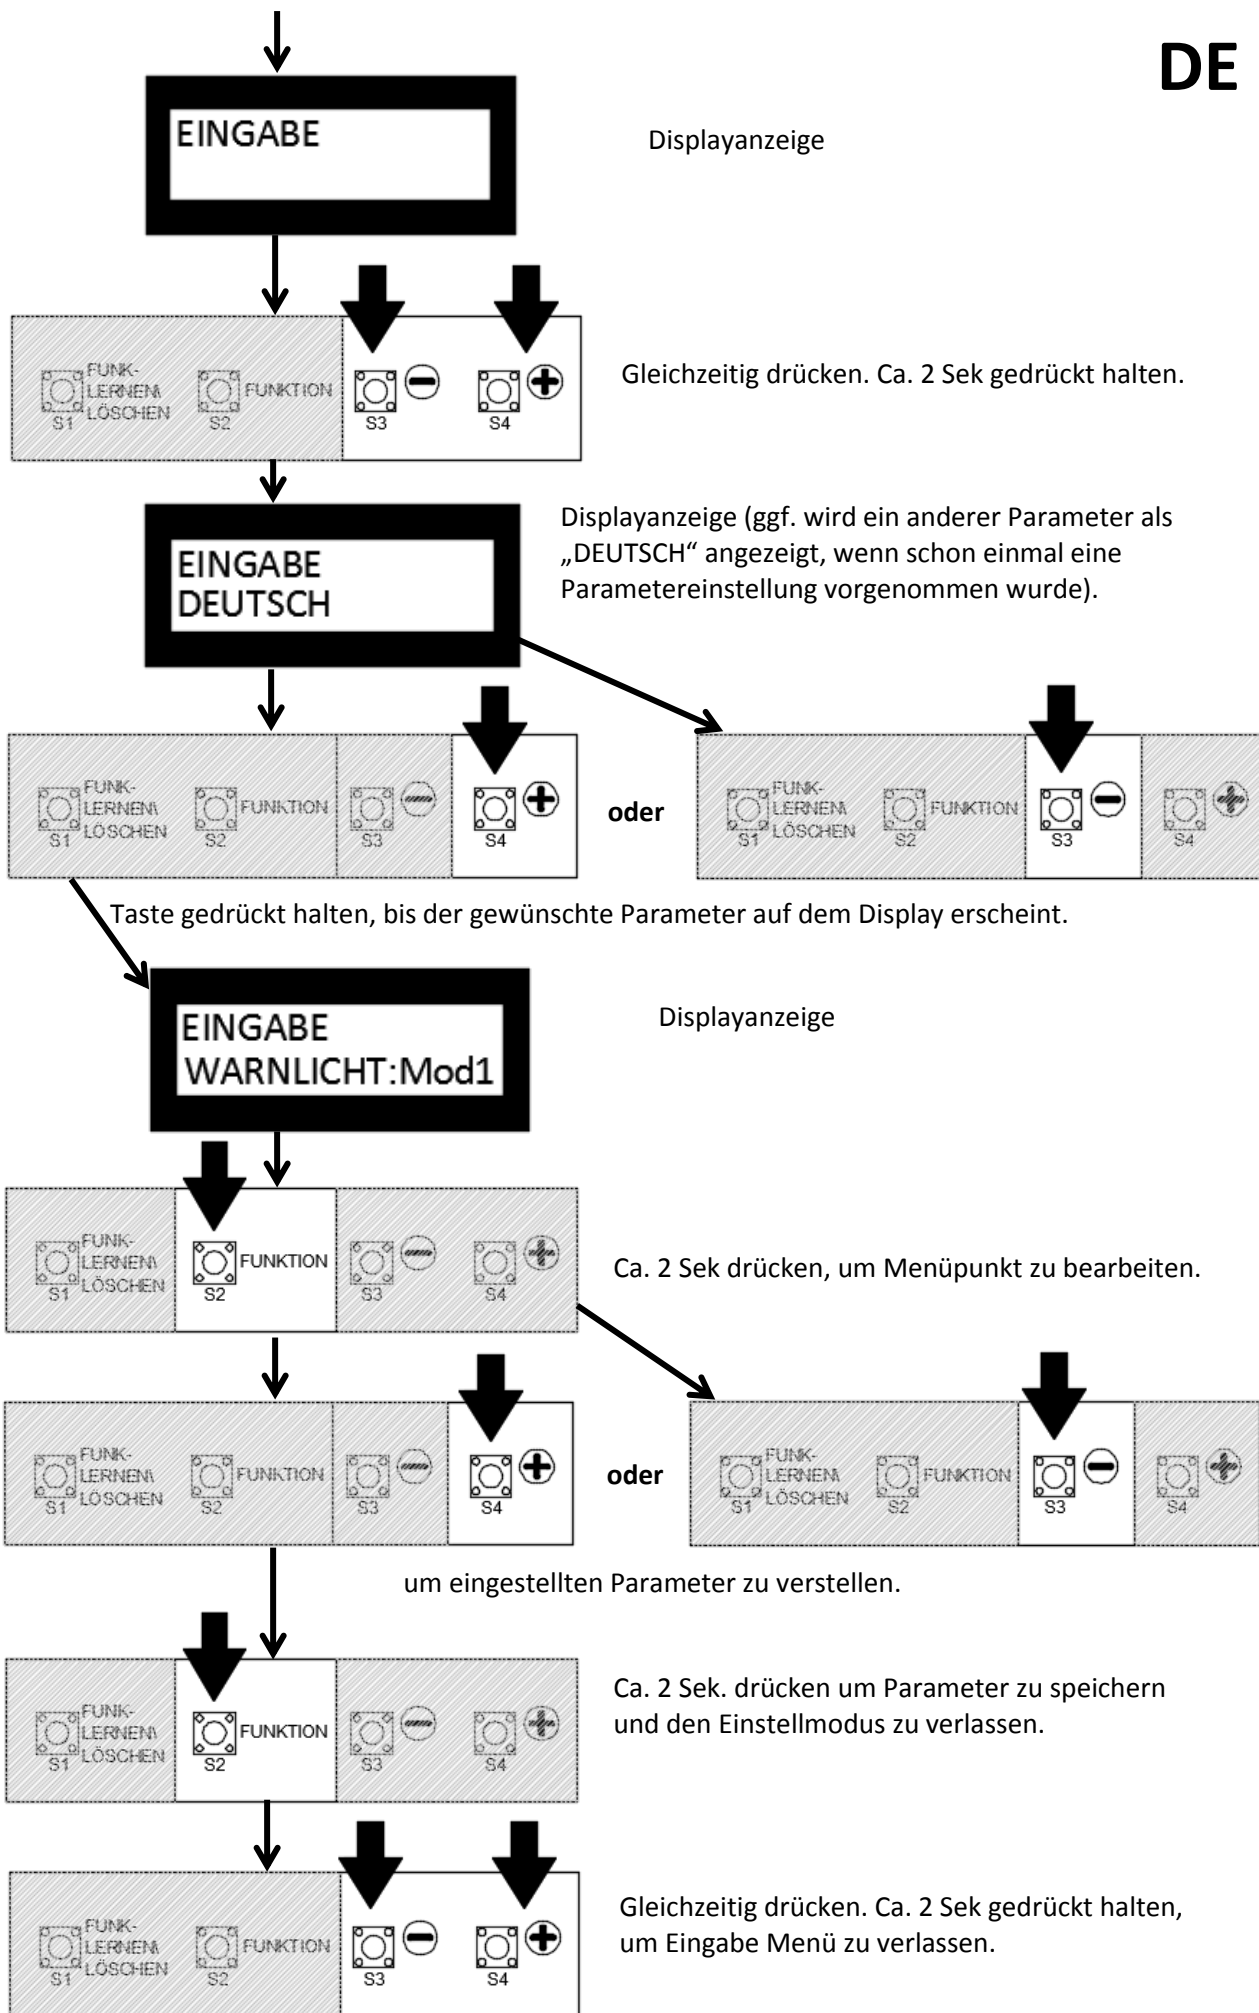 DE
EINGABE
Displayanzeige
FUNK-
LERNEN\
LÖSCHEN
FUNKTION
S1
S2
S3
S4
Gleichzeitig drücken. Ca. 2 Sek gedrückt halten.
EINGABE
DEUTSCH
Displayanzeige (ggf. wird ein anderer Parameter als
„DEUTSCH“ angezeigt, wenn schon einmal eine
Parametereinstellung vorgenommen wurde).
FUNK-
LERNEN\
LÖSCHEN
FUNKTION
S1
S2
S3
S4
oder
FUNK-
LERNEN\
LÖSCHEN
FUNKTION
S1
S2
S3
S4
Taste gedrückt halten, bis der gewünschte Parameter auf dem Display erscheint.
EINGABE
WARNLICHT:Mod1
Displayanzeige
FUNK-
LERNEN\
LÖSCHEN
FUNKTION
S1
S2
S3
S4
Ca. 2 Sek drücken, um Menüpunkt zu bearbeiten.
FUNK-
LERNEN\
LÖSCHEN
FUNKTION
S1
S2
S3
S4
oder
FUNK-
LERNEN\
LÖSCHEN
FUNKTION
S1
S2
S3
S4
um eingestellten Parameter zu verstellen.
FUNK-
LERNEN\
LÖSCHEN
FUNKTION
S1
S2
S3
S4
Ca. 2 Sek. drücken um Parameter zu speichern
und den Einstellmodus zu verlassen.
FUNK-
LERNEN\
LÖSCHEN
FUNKTION
S1
S2
S3
S4
Gleichzeitig drücken. Ca. 2 Sek gedrückt halten,
um Eingabe Menü zu verlassen.